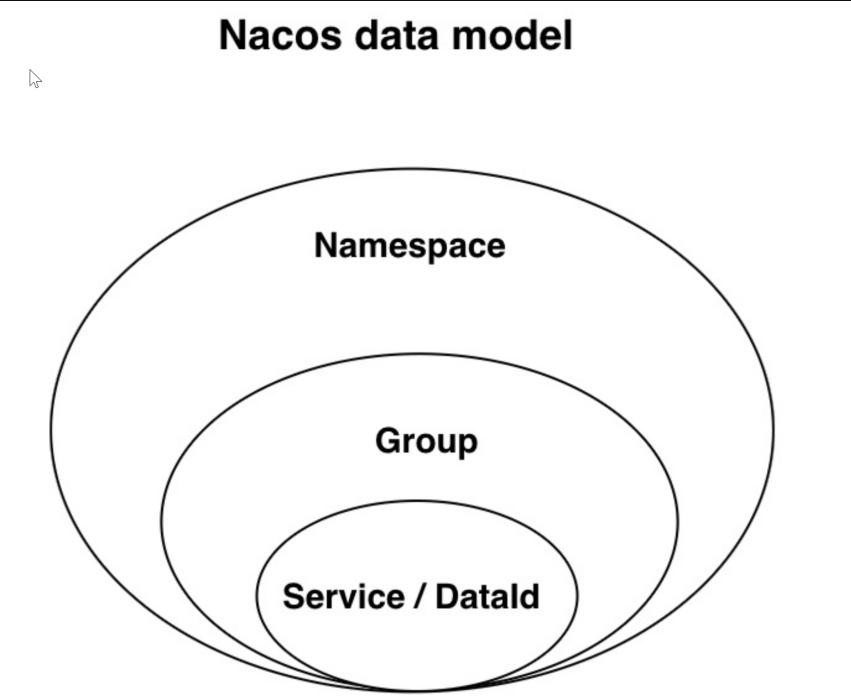 Nacos data model
Namespace
Group
Service / DataId